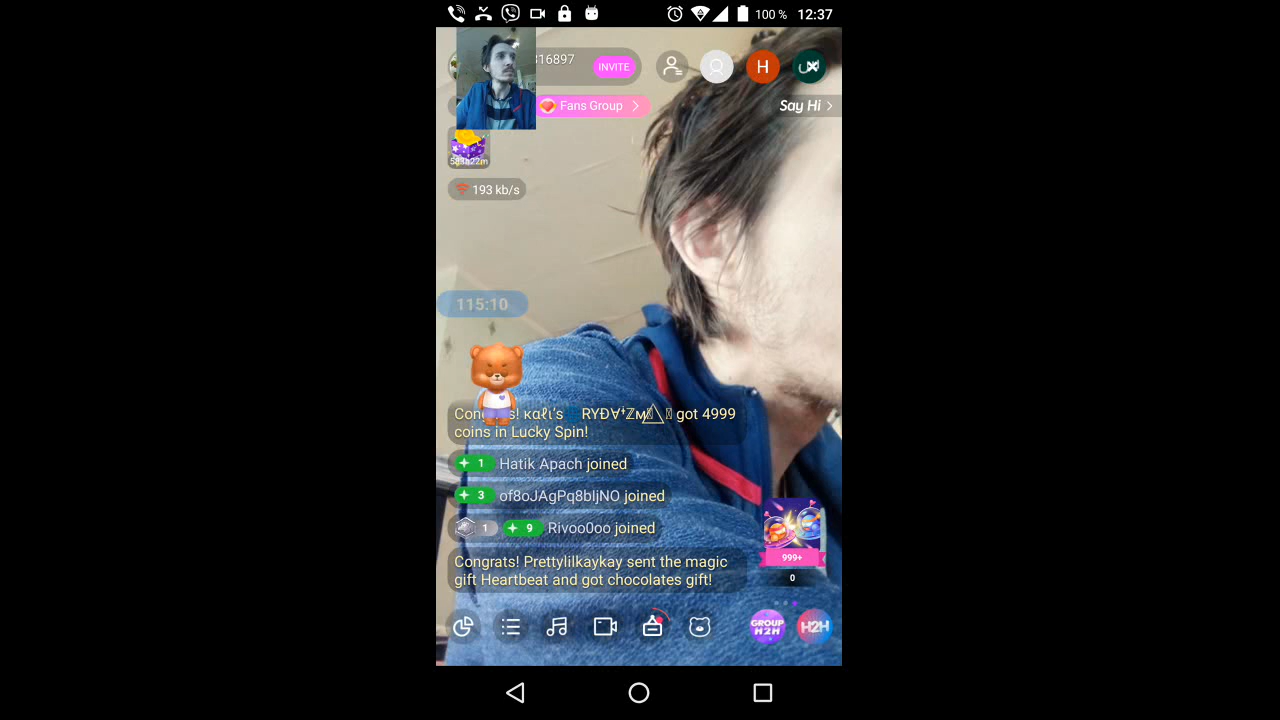 100 % 12:37
316897
INVITE
H
Fans Group
Say Hi
583h22m
193 kb/s
115:10
got 4999
coins in Lucky Spin!
1 Hatik Apach joined
3 of8oJAgPq8bljNO joined
1 9 Rivoo0oo joined
Congrats! Prettylilkaykay sent the magic
gift Heartbeat and got chocolates gift!
999+
0
GROUP
H2H
H2H